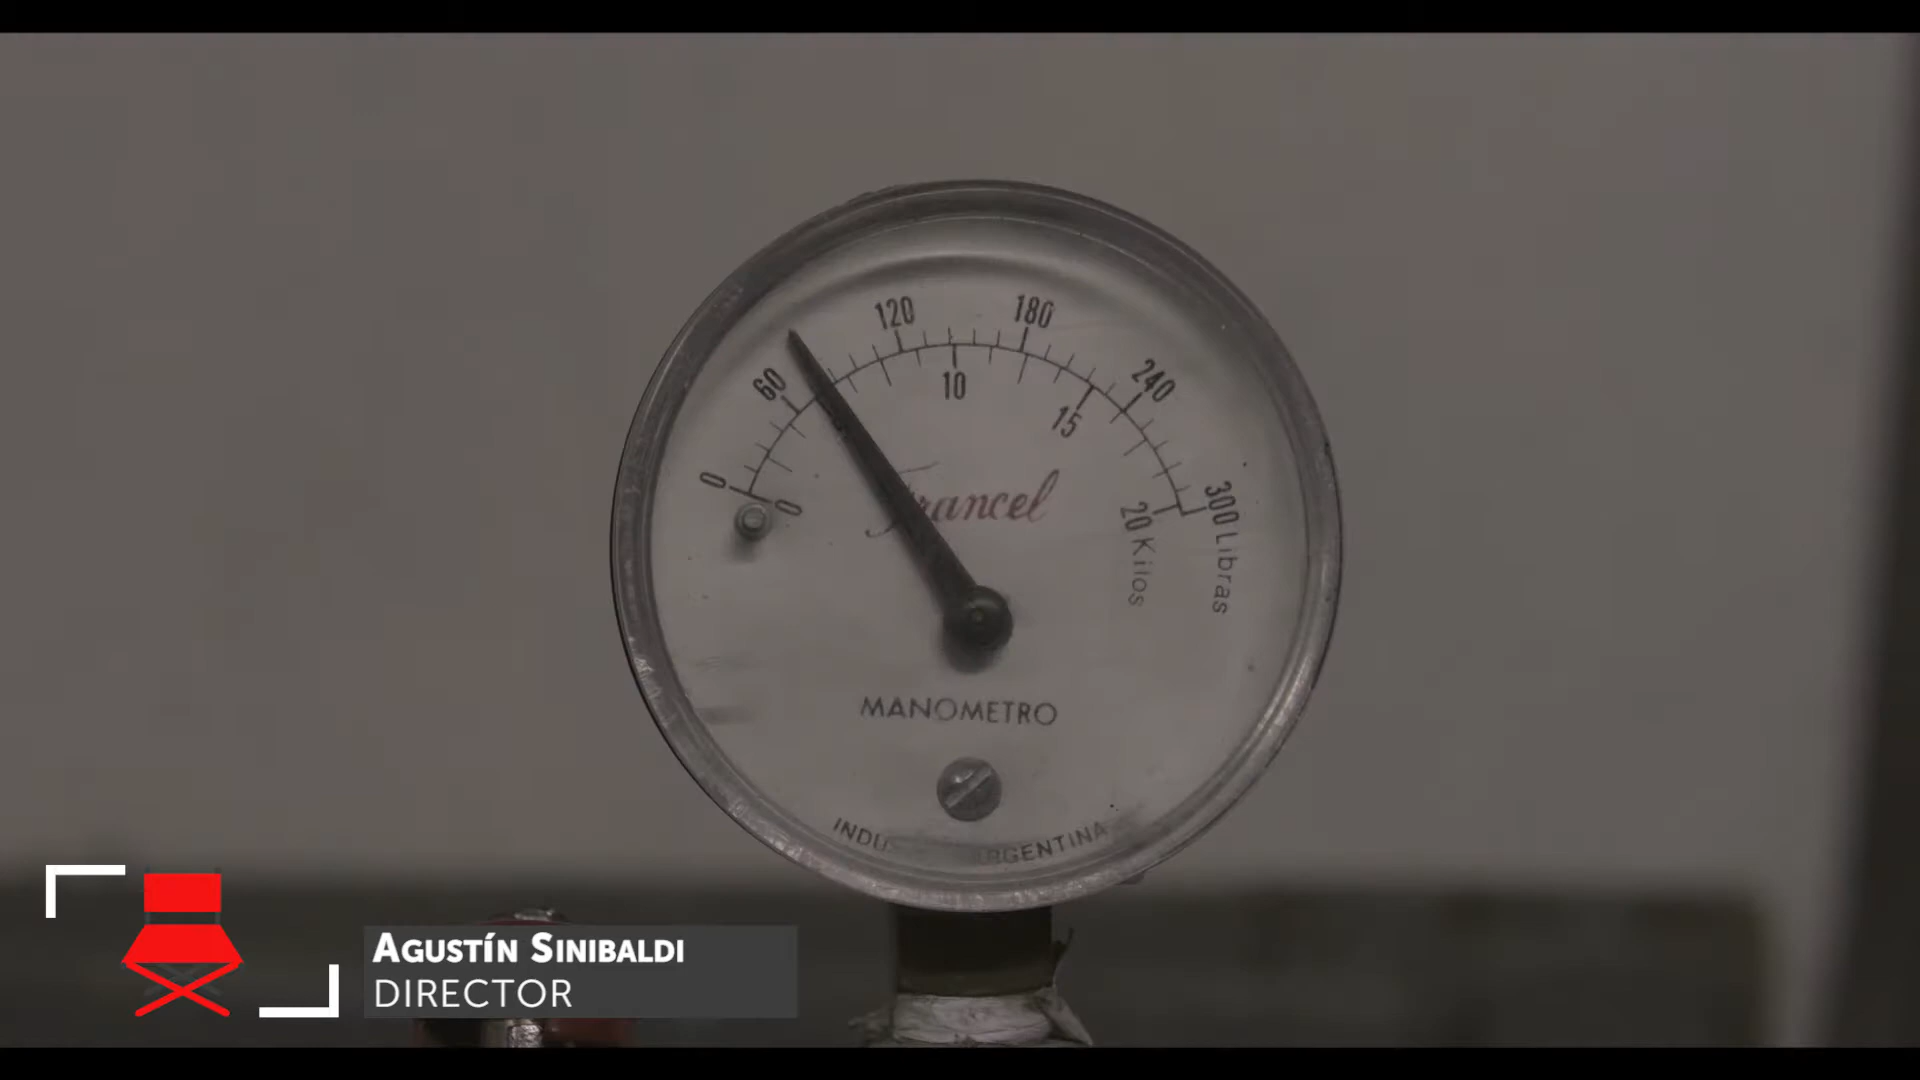 120
180
60
240
10
15
0
0
Francel
300 Libras
20 Kilos
MANOMETRO
ARGENTINA
AGUSTÍN SINIBALDI
DIRECTOR